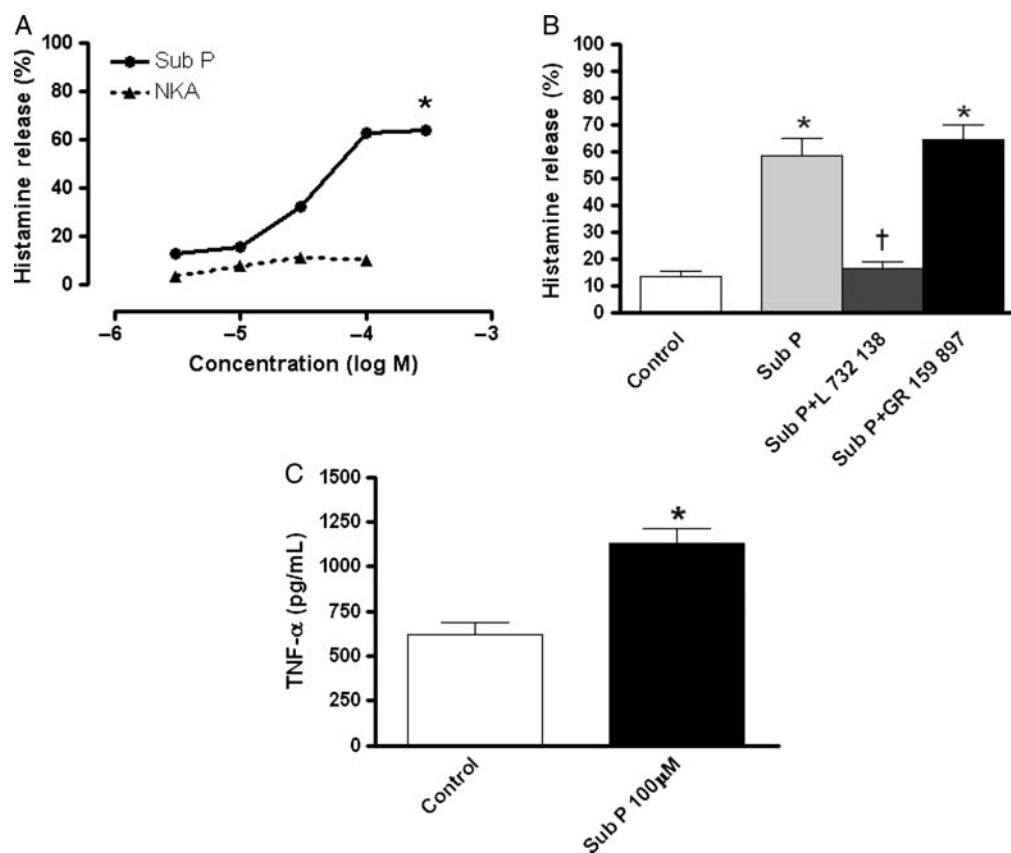 A
100
80
60
40
20
0
Histamine release (%)
Sub P
NKA
*
–6
–5
–4
–3
Concentration (log M)
B
100
90
80
70
60
50
40
30
20
10
0
Histamine release (%)
*
†
*
Control
Sub P
Sub P+L 732 138
Sub P+GR 159 897
C
1500
1250
1000
750
500
250
0
TNF-α (pg/mL)
*
Control
Sub P 100µM